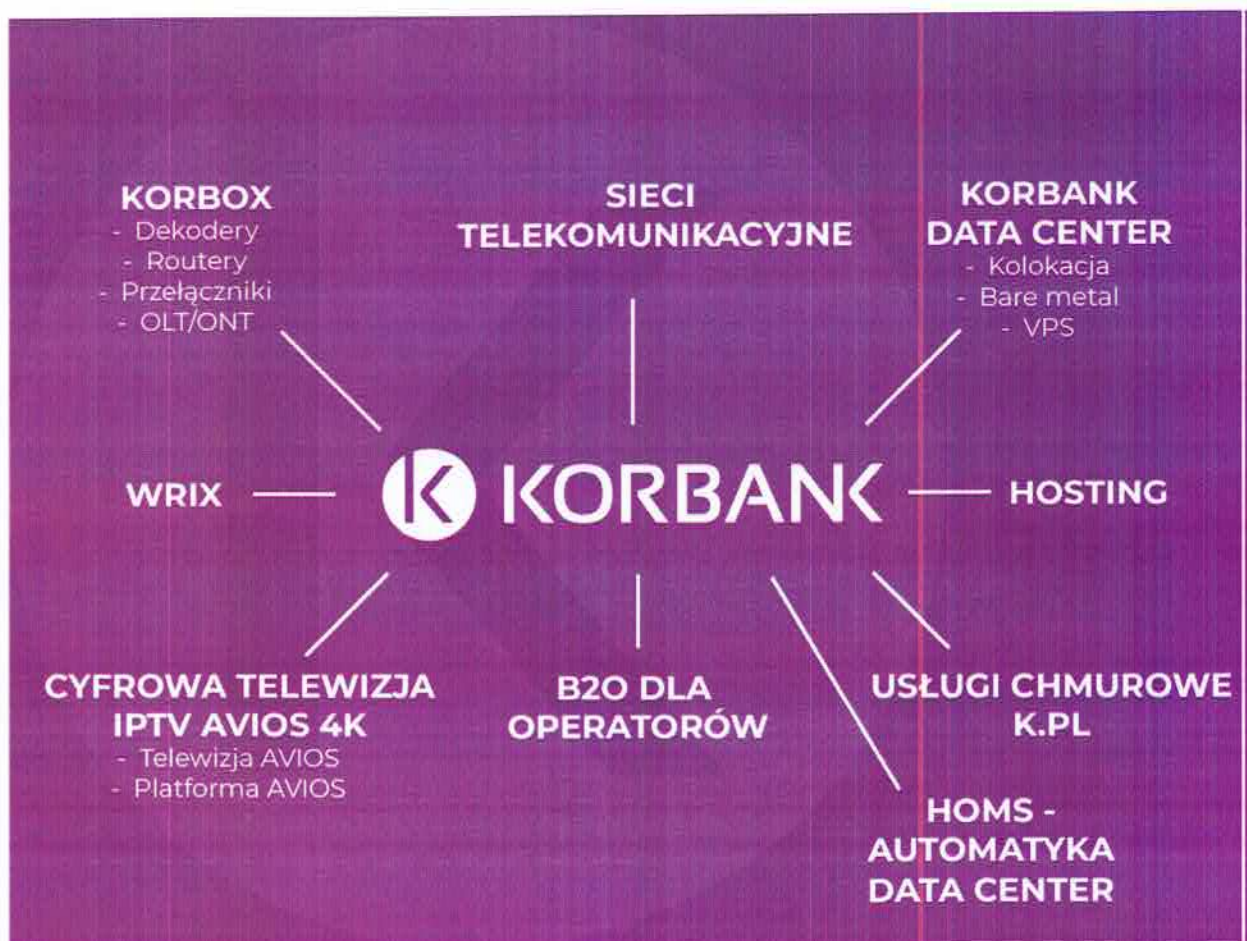 KORBOX
- Dekodery
- Routery
- Przełączniki
- OLT/ONT
SIECI
TELEKOMUNIKACYJNE
KORBANK
DATA CENTER
- Kolokacja
- Bare metal
- VPS
WRIX
K KORBANK
HOSTING
CYFROWA TELEWIZJA
IPTV AVIOS 4K
- Telewizja AVIOS
- Platforma AVIOS
B2O DLA
OPERATORÓW
USŁUGI CHMUROWE
K.PL
HOMS -
AUTOMATYKA
DATA CENTER